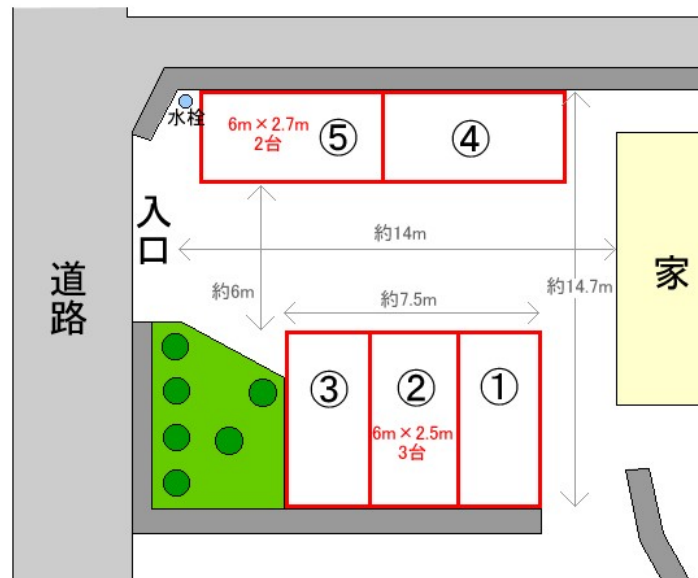 水栓
6m×2.7m
2台
⑤
④
入口
約14m
道路
家
約6m
約7.5m
約14.7m
③
②
①
6m×2.5m
3台